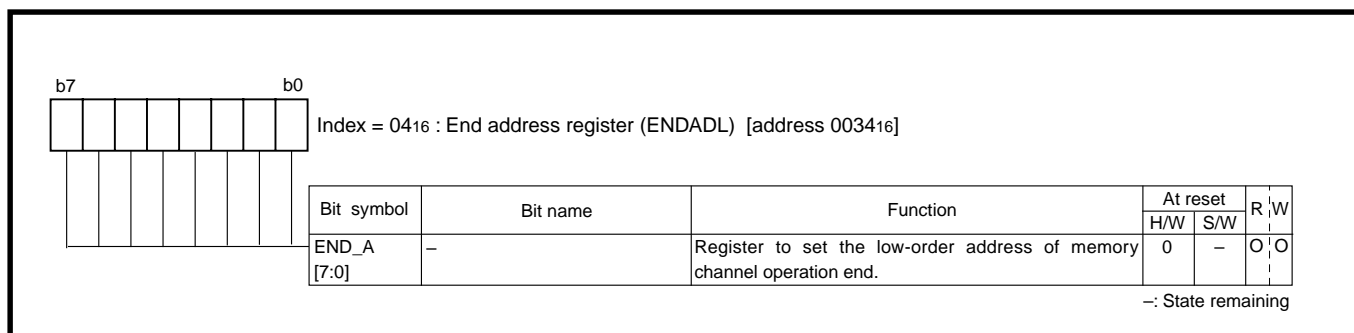 b7 b0
Index = 0416 : End address register (ENDADL) [address 003416]
Bit symbol Bit name Function At reset R W
H/W S/W
END_A – Register to set the low-order address of memory 0 – O O
[7:0] channel operation end.
–: State remaining